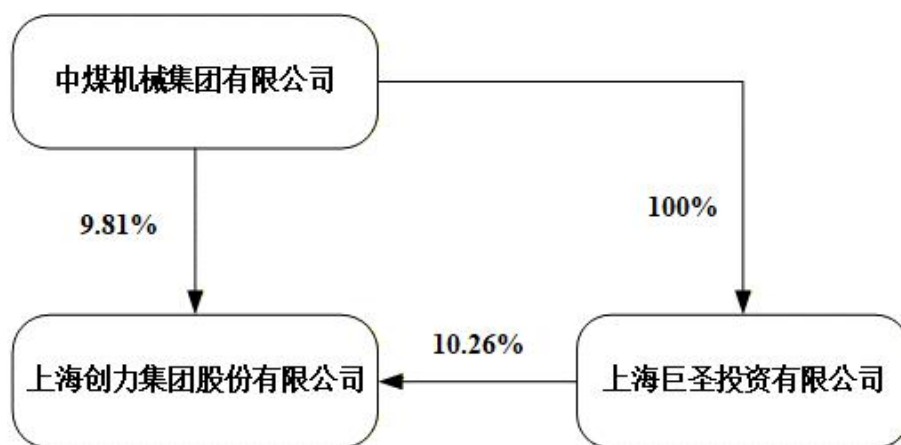 中煤机械集团有限公司
9.81%
100%
上海创力集团股份有限公司
10.26%
上海巨圣投资有限公司